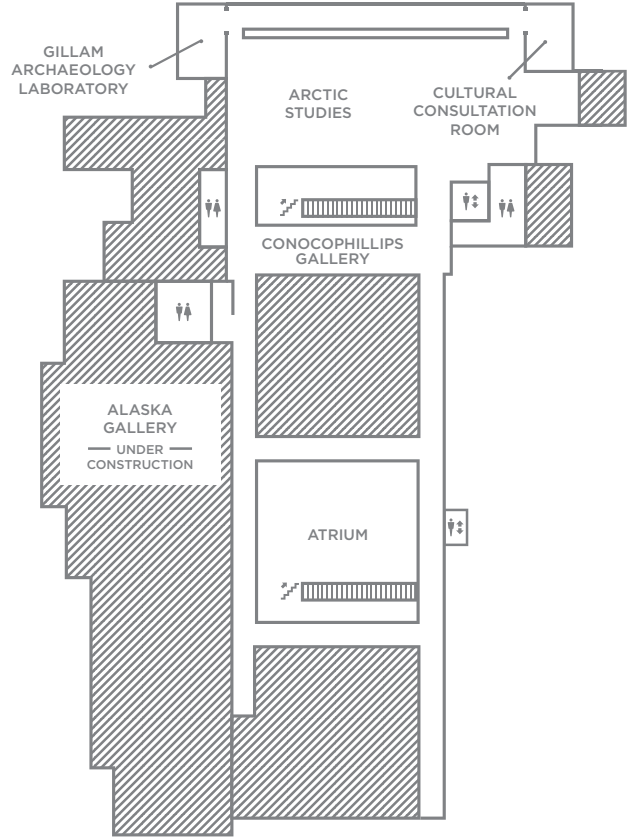 GILLAM
ARCHAEOLOGY
LABORATORY
ARCTIC
STUDIES
CULTURAL
CONSULTATION
ROOM
CONOCOPHILLIPS
GALLERY
ALASKA
GALLERY
UNDER
CONSTRUCTION
ATRIUM